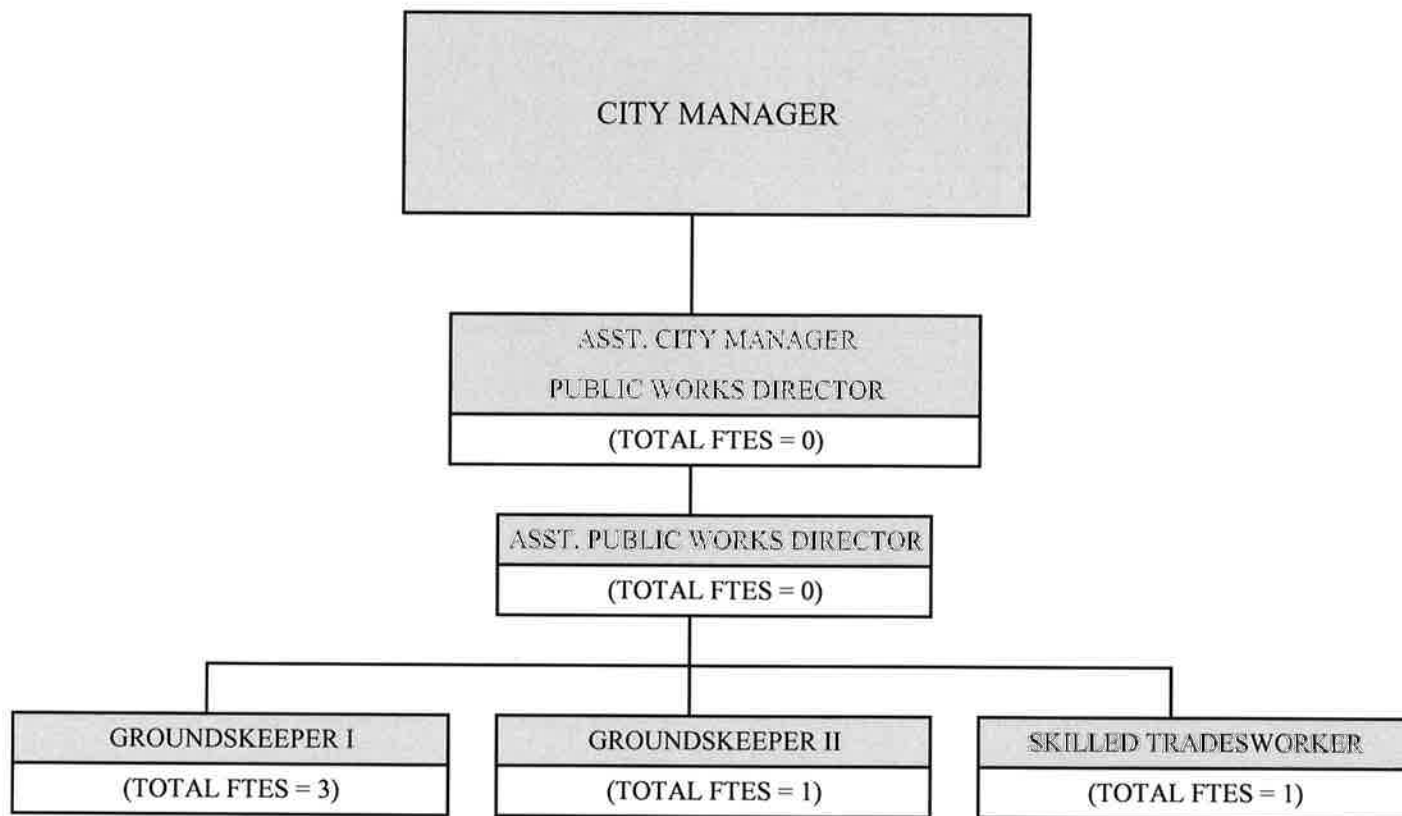 CITY MANAGER
ASST. CITY MANAGER
PUBLIC WORKS DIRECTOR
(TOTAL FTES = 0)
ASST. PUBLIC WORKS DIRECTOR
(TOTAL FTES = 0)
GROUNDSKEEPER I
(TOTAL FTES = 3)
GROUNDSKEEPER II
(TOTAL FTES = 1)
SKILLED TRADESWORKER
(TOTAL FTES = 1)